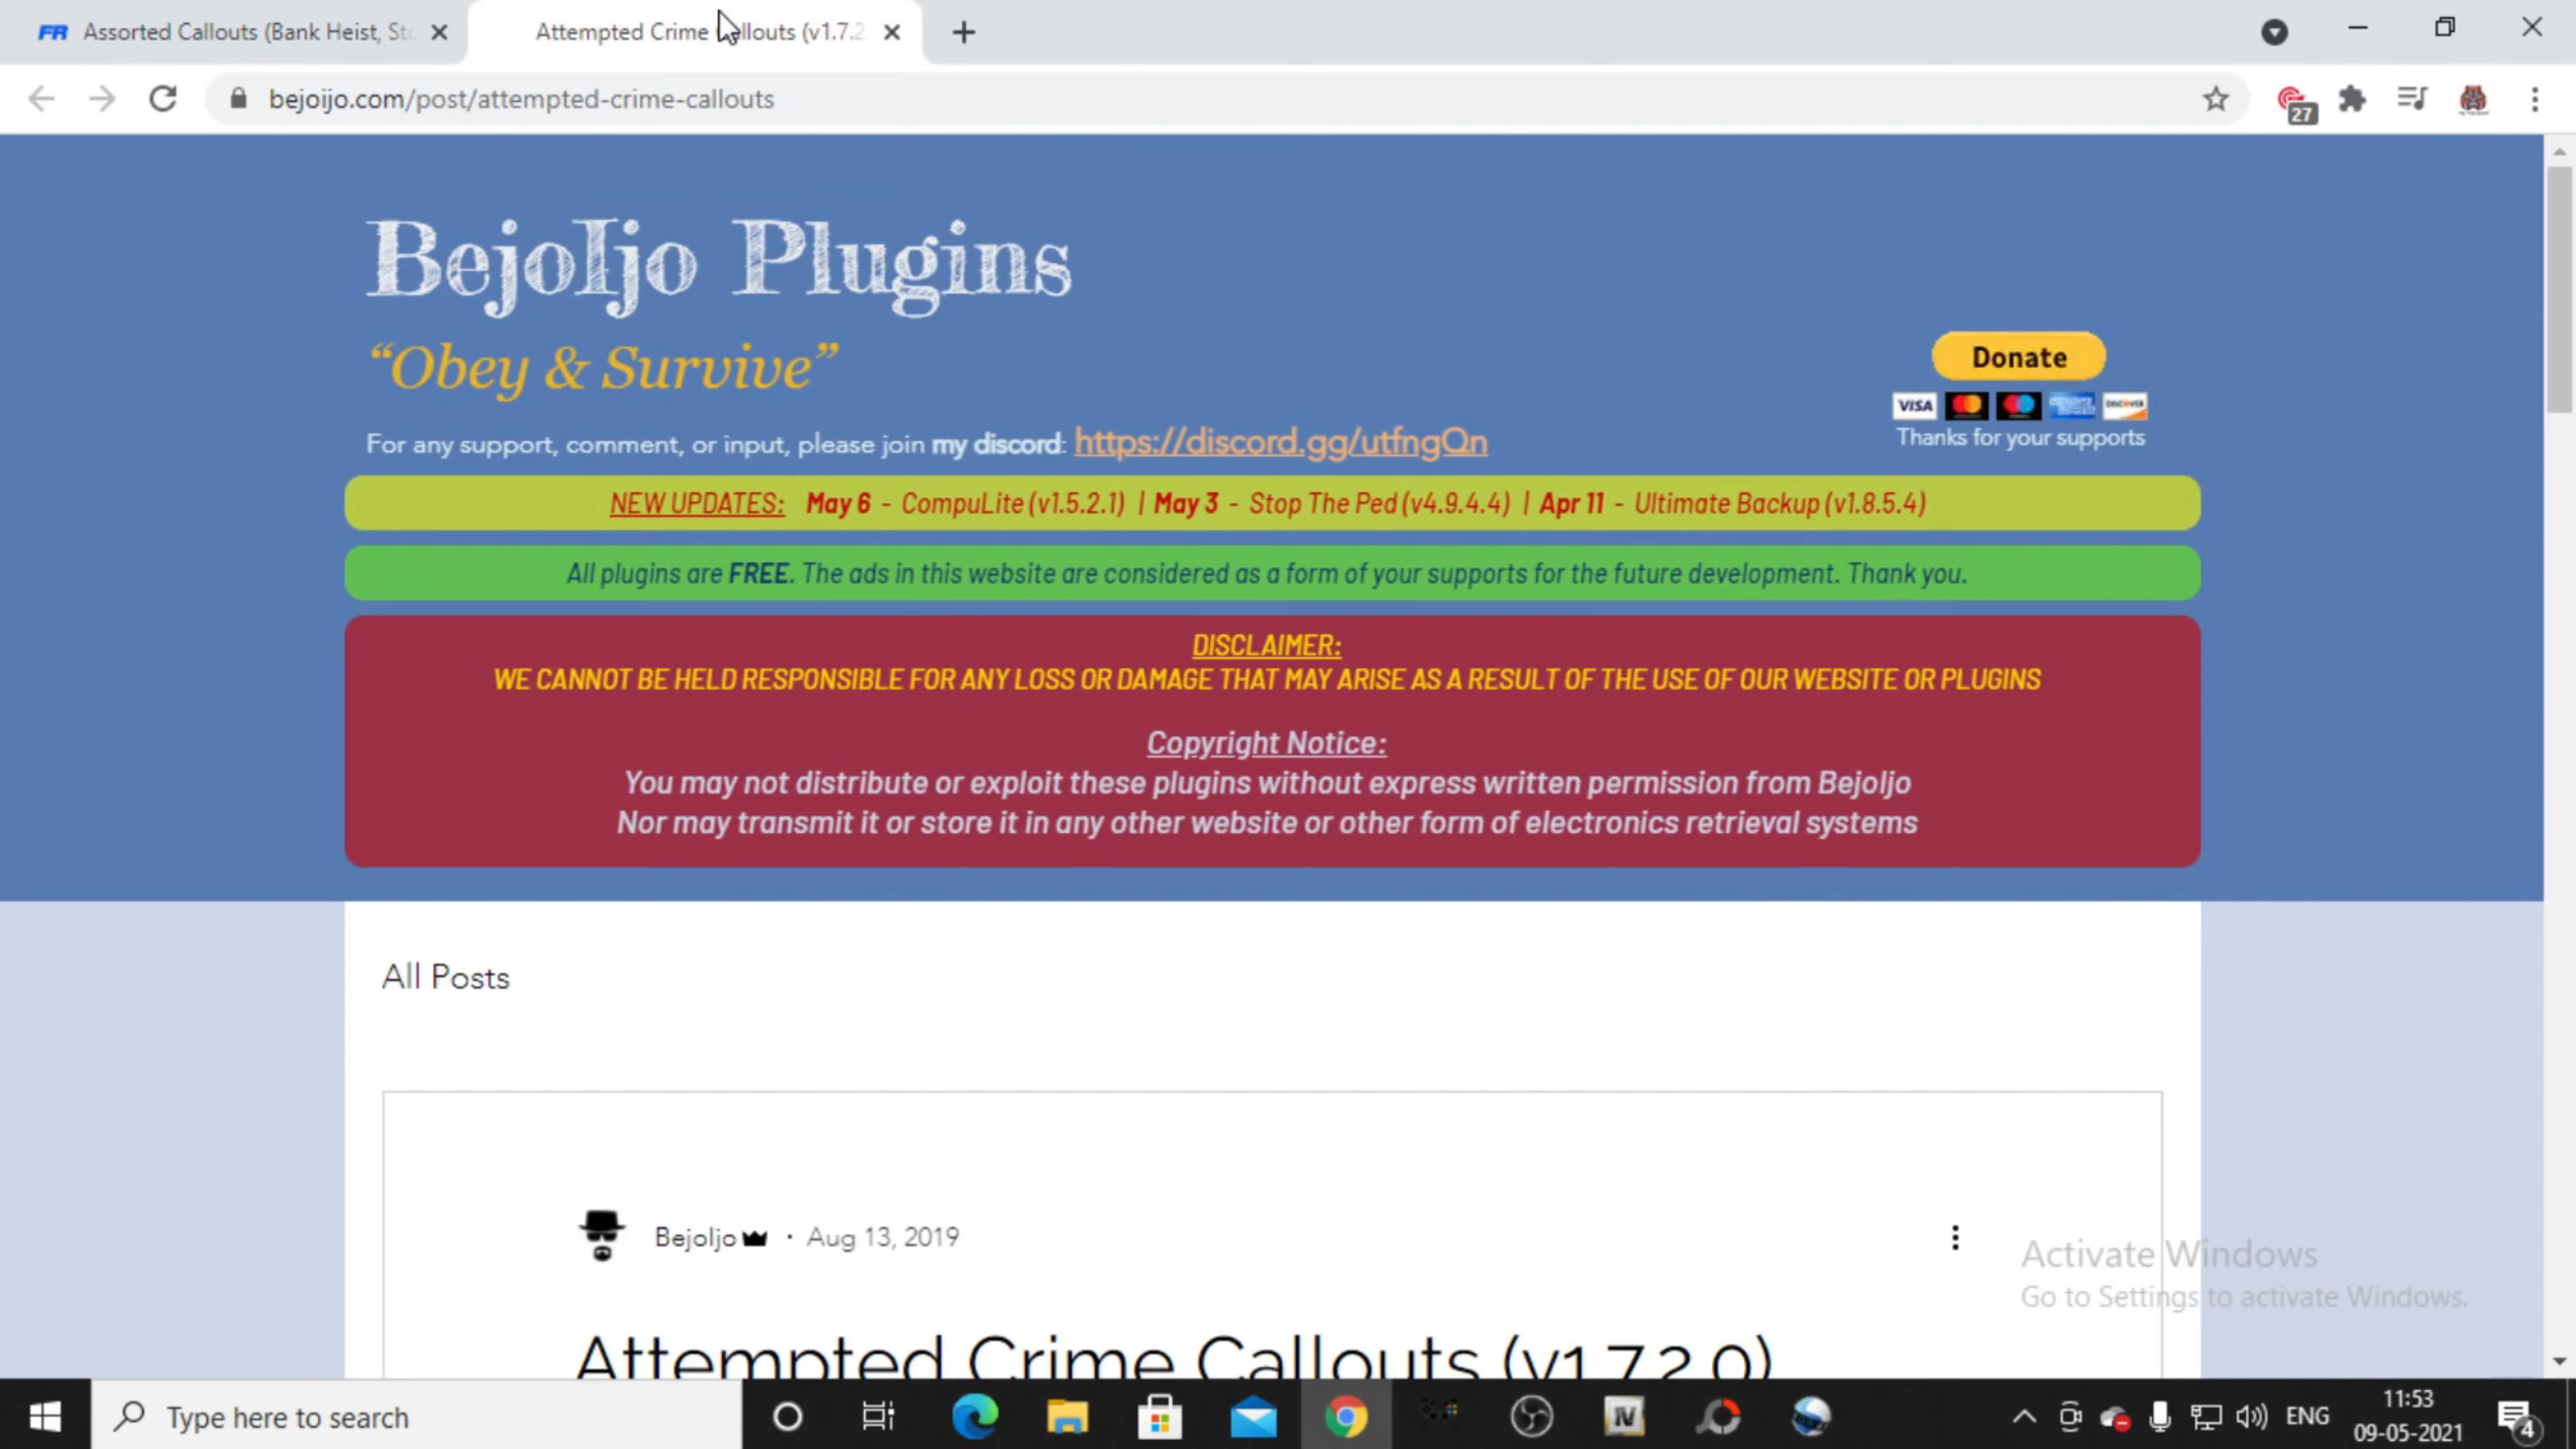 FR Assorted Callouts (Bank Heist, Sto
Attempted Crime Callouts (v1.7.2
bejoijo.com/post/attempted-crime-callouts
27
BejoIjo Plugins
“Obey & Survive”
Donate
VISA
DISCOVER
Thanks for your supports
For any support, comment, or input, please join my discord: https://discord.gg/utfngQn
NEW UPDATES: May 6 - CompuLite (v1.5.2.1) | May 3 - Stop The Ped (v4.9.4.4) | Apr 11 - Ultimate Backup (v1.8.5.4)
All plugins are FREE. The ads in this website are considered as a form of your supports for the future development. Thank you.
DISCLAIMER:
WE CANNOT BE HELD RESPONSIBLE FOR ANY LOSS OR DAMAGE THAT MAY ARISE AS A RESULT OF THE USE OF OUR WEBSITE OR PLUGINS
Copyright Notice:
You may not distribute or exploit these plugins without express written permission from BejoIjo
Nor may transmit it or store it in any other website or other form of electronics retrieval systems
All Posts
BejoIjo · Aug 13, 2019
Attempted Crime Callouts (v1.7.2.0)
Activate Windows
Go to Settings to activate Windows.
Type here to search
IV
ENG
11:53
09-05-2021
4